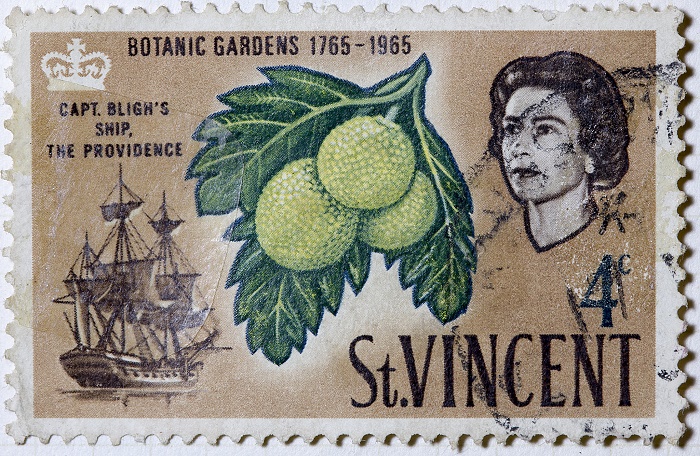 BOTANIC GARDENS 1765-1965
CAPT. BLIGH'S
SHIP,
THE PROVIDENCE
4c
St. VINCENT